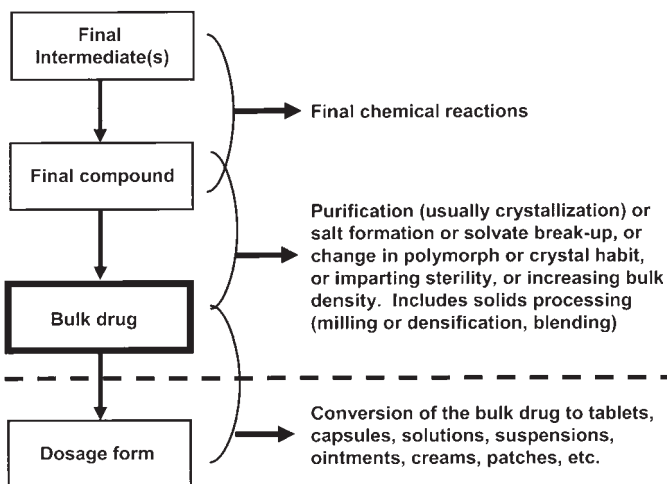 Final
Intermediate(s)
Final chemical reactions
Final compound
Purification (usually crystallization) or
salt formation or solvate break-up, or
change in polymorph or crystal habit,
or imparting sterility, or increasing bulk
density. Includes solids processing
(milling or densification, blending)
Bulk drug
Conversion of the bulk drug to tablets,
capsules, solutions, suspensions,
ointments, creams, patches, etc.
Dosage form